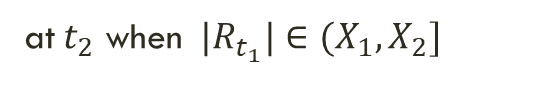 at t₂ when |R_{t₁}| ∈ (X₁, X₂]